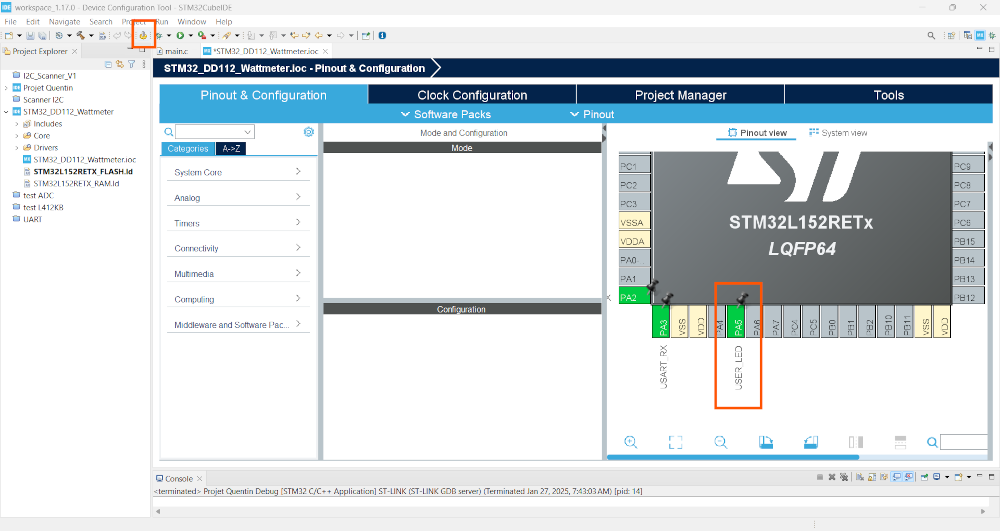 IDE workspace_1.17.0 - Device Configuration Tool - STM32CubeIDE
File Edit Navigate Search Project Run Window Help
Project Explorer
I2C_Scanner_V1
Projet Quentin
Scanner I2C
STM32_DD112_Wattmeter
Includes
Core
Drivers
STM32_DD112_Wattmeter.ioc
STM32L152RETX_FLASH.ld
STM32L152RETX_RAM.ld
test ADC
test L412KB
UART
main.c
*STM32_DD112_Wattmeter.ioc
STM32_DD112_Wattmeter.ioc - Pinout & Configuration
Pinout & Configuration
Clock Configuration
Project Manager
Tools
Software Packs
Pinout
Categories
A->Z
System Core
Analog
Timers
Connectivity
Multimedia
Computing
Middleware and Software Pac...
Mode and Configuration
Mode
Configuration
Pinout view
System view
PC1
PC2
PC3
VSSA
VDDA
PA0
PA1
PA2
STM32L152RETx
LQFP64
PC9
PC8
PC7
PC6
PB15
PB14
PB13
PB12
PA3
VSS
VDD
PA4
PA5
PA6
PA7
PC4
PC5
PB0
PB1
PB2
PB10
PB11
VSS
VDD
USART_RX
USER_LED
Console
<terminated> Projet Quentin Debug [STM32 C/C++ Application] ST-LINK (ST-LINK GDB server) (Terminated Jan 27, 2025, 7:43:03 AM) [pid: 14]